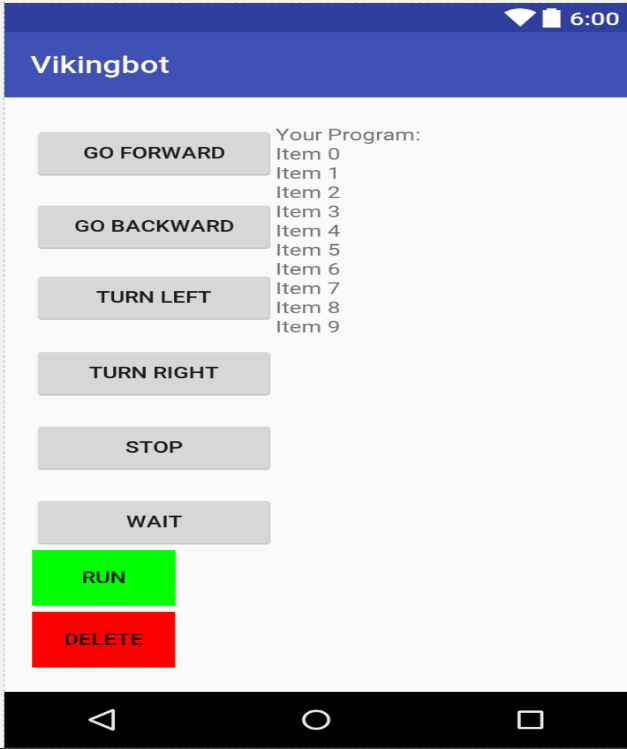 6:00
Vikingbot
GO FORWARD
GO BACKWARD
TURN LEFT
TURN RIGHT
STOP
WAIT
RUN
DELETE
Your Program:
Item 0
Item 1
Item 2
Item 3
Item 4
Item 5
Item 6
Item 7
Item 8
Item 9